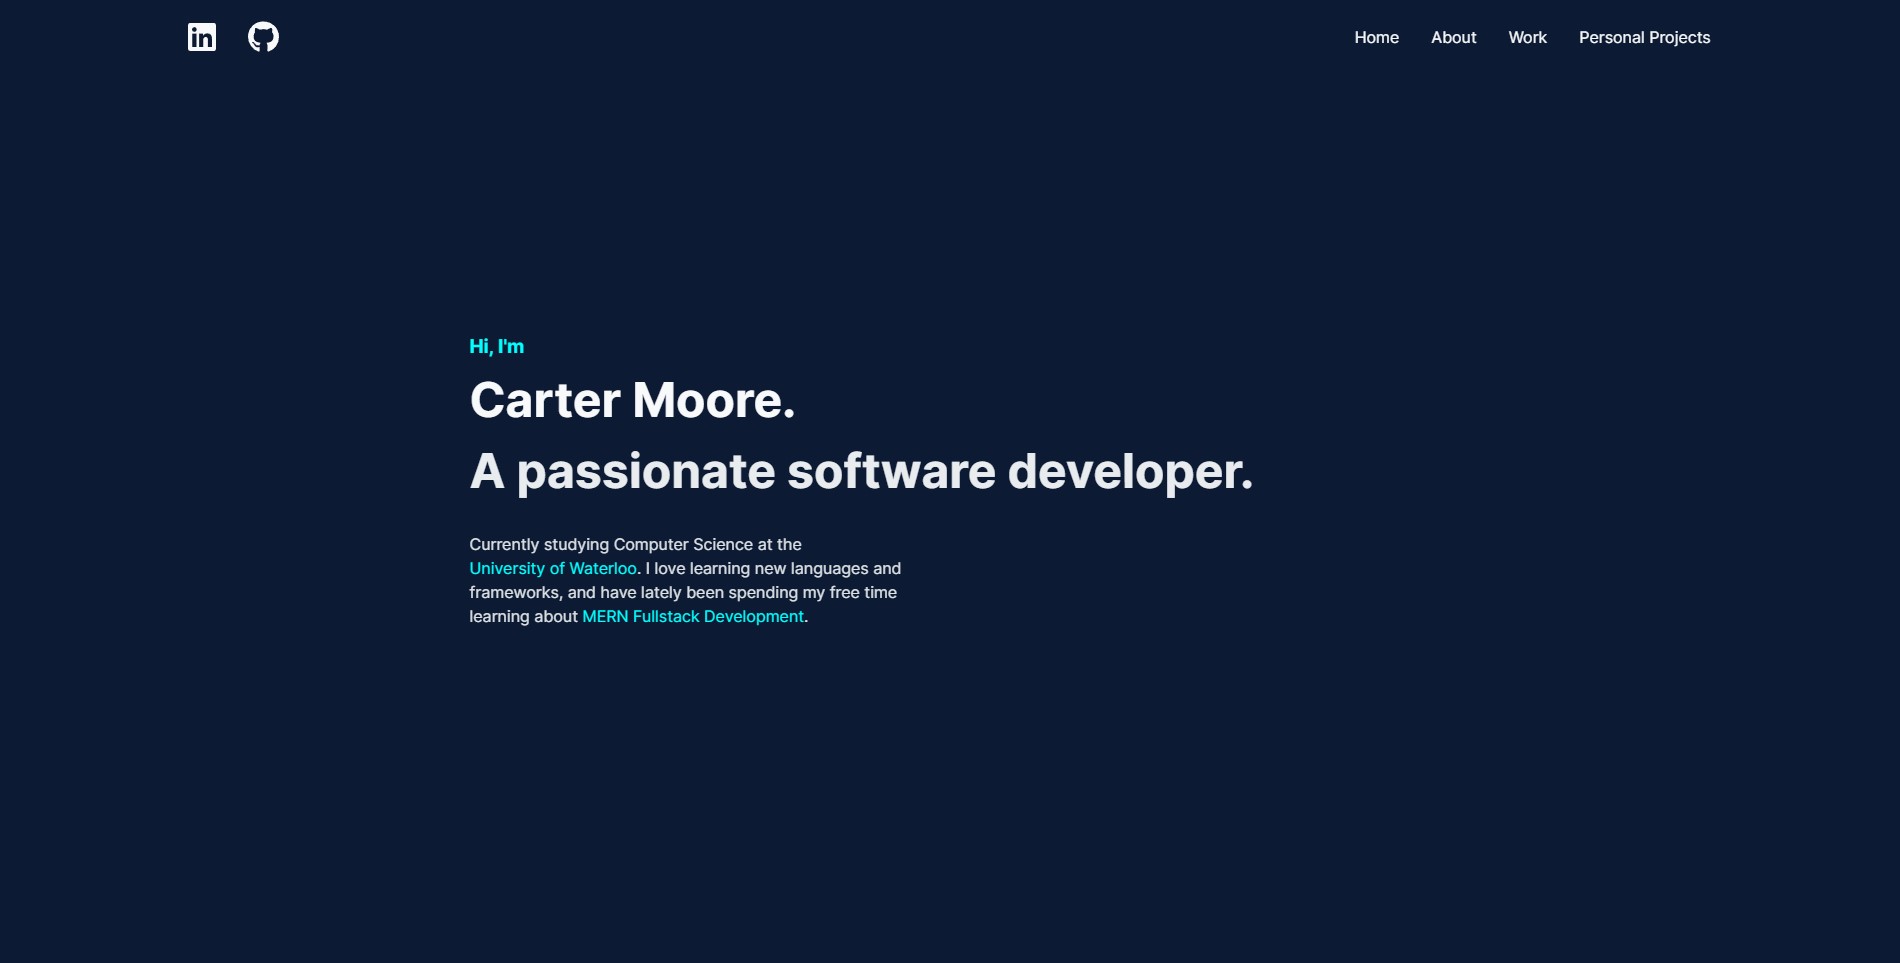 in
Home About Work Personal Projects
Hi, I'm
Carter Moore.
A passionate software developer.
Currently studying Computer Science at the
University of Waterloo. I love learning new languages and
frameworks, and have lately been spending my free time
learning about MERN Fullstack Development.